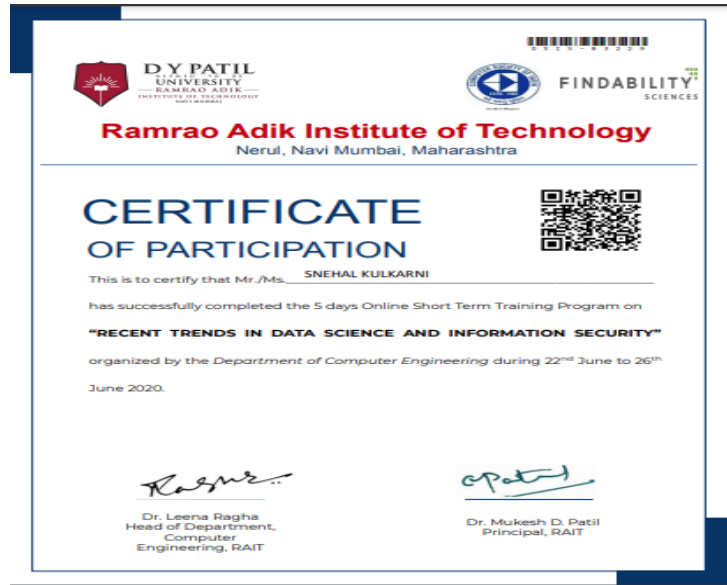 DSIS-03229
D Y PATIL
UNIVERSITY
RAMRAO ADIK
INSTITUTE OF TECHNOLOGY
NAVI MUMBAI
FINDABILITY
SCIENCES
Ramrao Adik Institute of Technology
Nerul, Navi Mumbai, Maharashtra
CERTIFICATE
OF PARTICIPATION
This is to certify that Mr./Ms. SNEHAL KULKARNI
has successfully completed the 5 days Online Short Term Training Program on
"RECENT TRENDS IN DATA SCIENCE AND INFORMATION SECURITY"
organized by the Department of Computer Engineering during 22nd June to 26th
June 2020.
Dr. Leena Ragha
Head of Department,
Computer
Engineering, RAIT
Dr. Mukesh D. Patil
Principal, RAIT